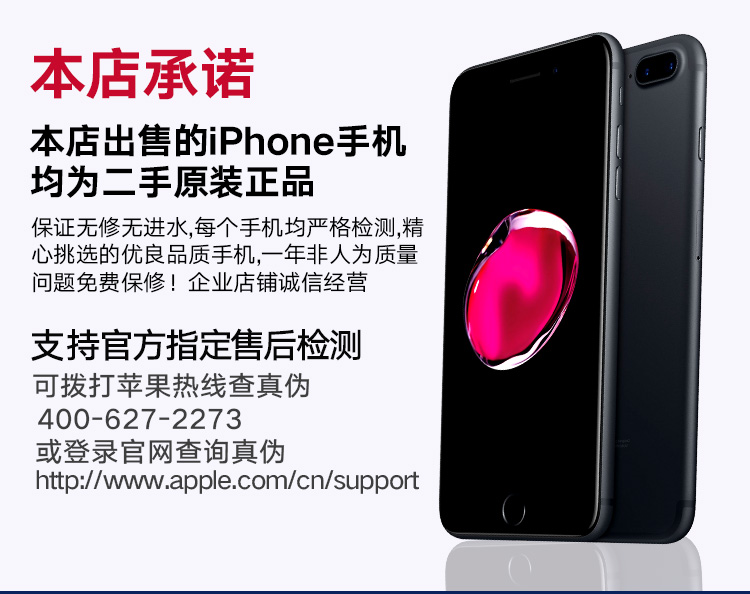 本店承诺
本店出售的iPhone手机
均为二手原装正品
保证无修无进水,每个手机均严格检测,精
心挑选的优良品质手机,一年非人为质量
问题免费保修！企业店铺诚信经营
支持官方指定售后检测
可拨打苹果热线查真伪
400-627-2273
或登录官网查询真伪
http://www.apple.com/cn/support